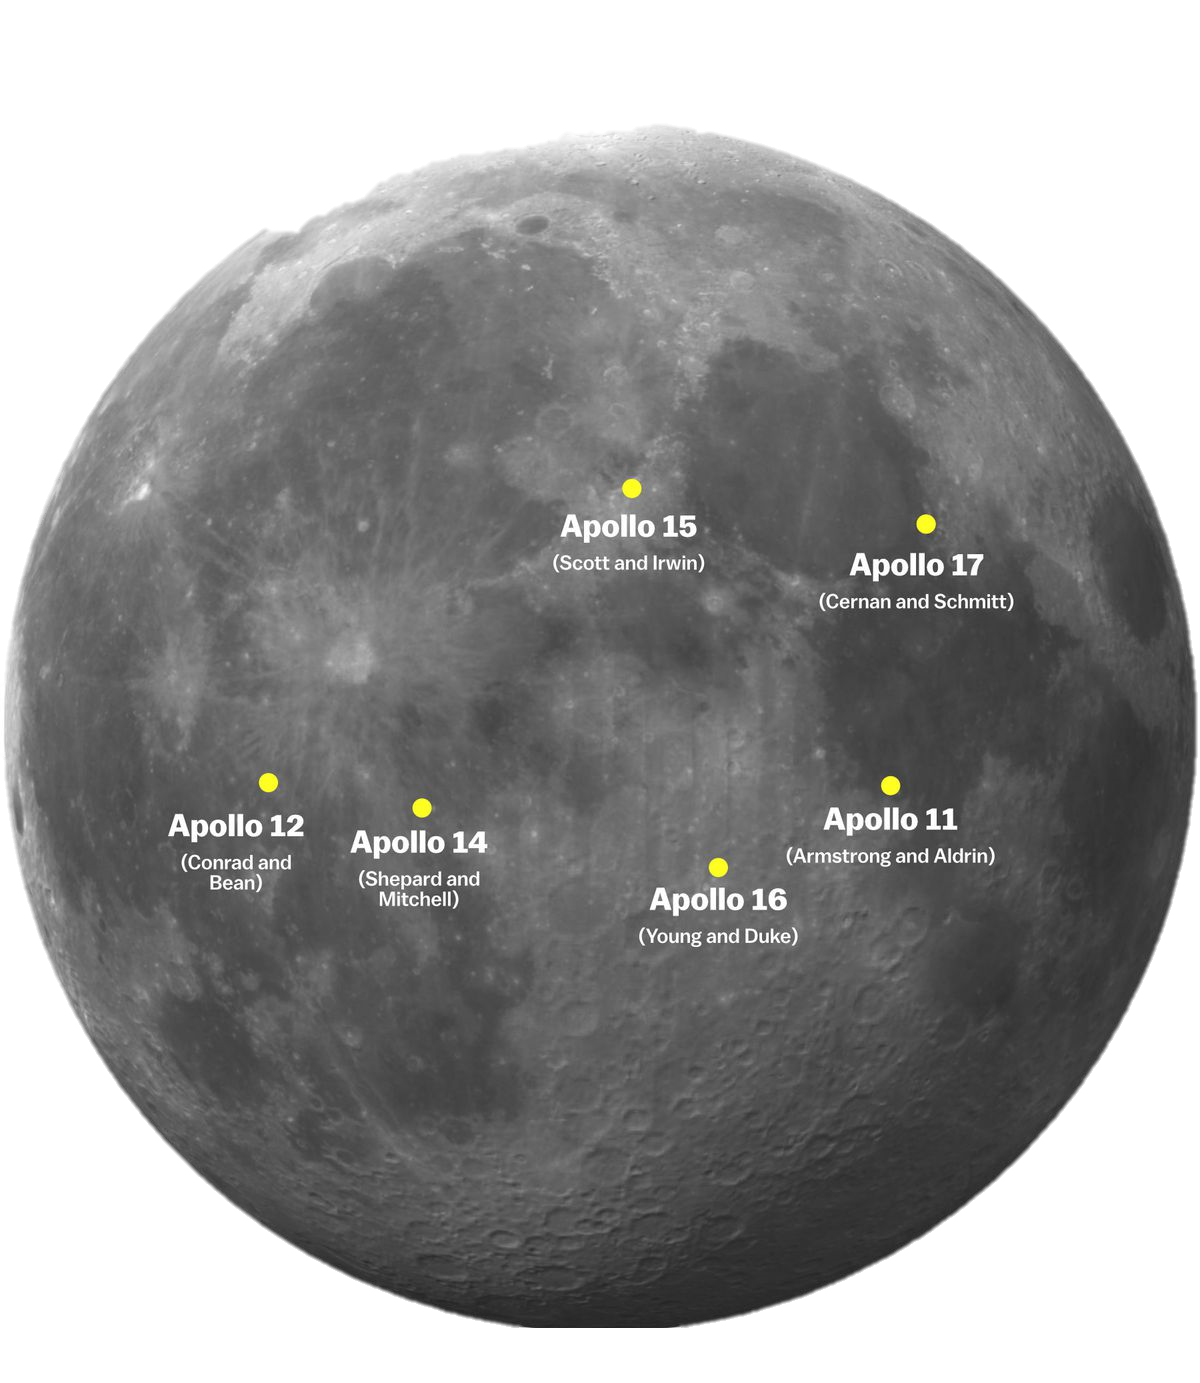 Apollo 15
(Scott and Irwin)
Apollo 17
(Cernan and Schmitt)
Apollo 12
(Conrad and
Bean)
Apollo 14
(Shepard and
Mitchell)
Apollo 11
(Armstrong and Aldrin)
Apollo 16
(Young and Duke)